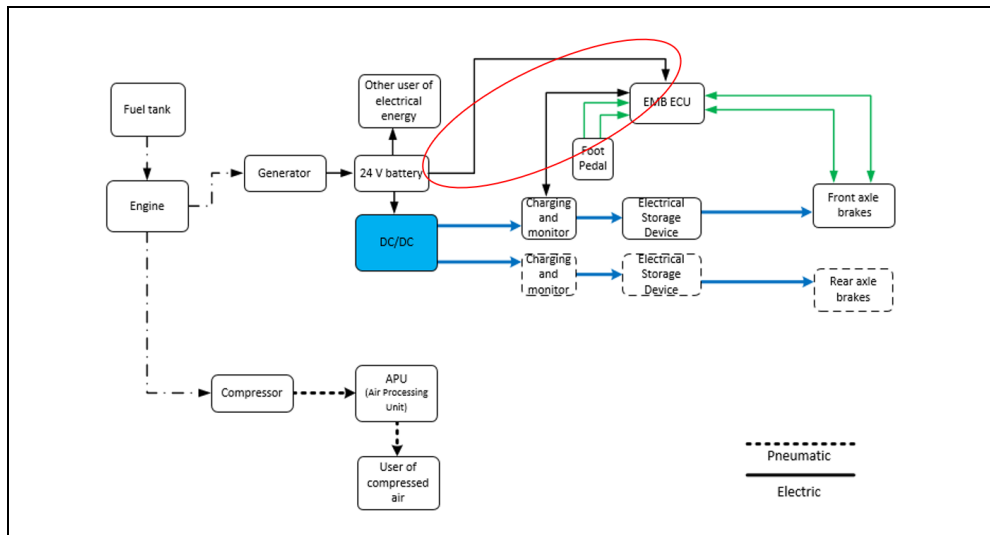 Fuel tank
Engine
Generator
Other user of
electrical
energy
24 V battery
DC/DC
EMB ECU
Foot
Pedal
Charging
and
monitor
Electrical
Storage
Device
Front axle
brakes
Charging
and
monitor
Electrical
Storage
Device
Rear axle
brakes
Compressor
APU
(Air Processing
Unit)
User of
compressed
air
Pneumatic
Electric